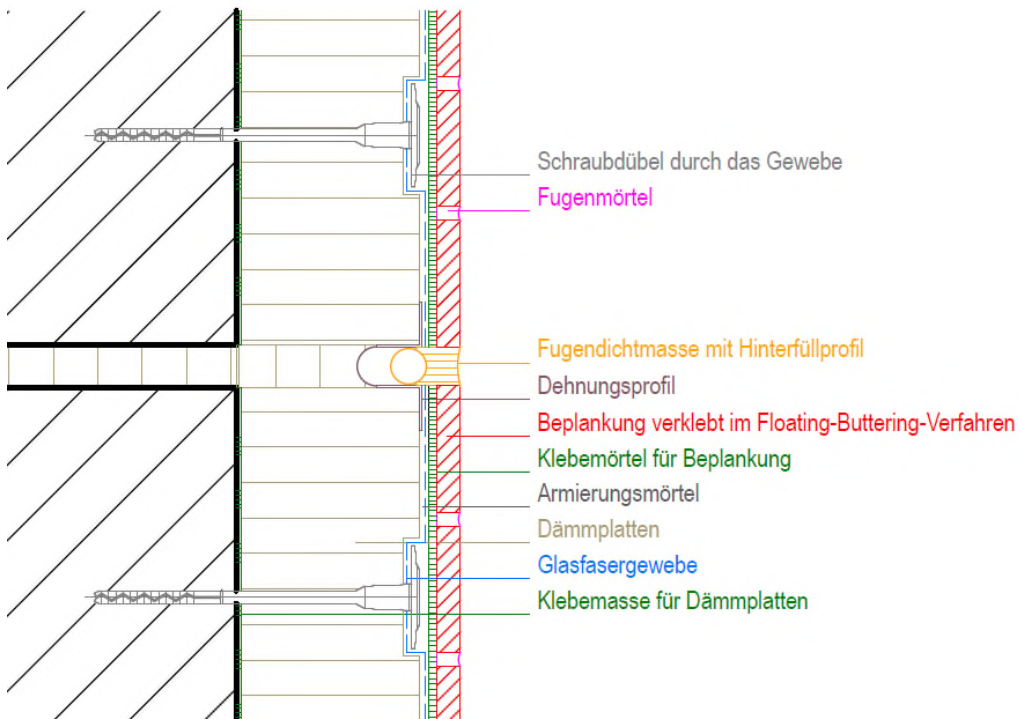 Schraubdübel durch das Gewebe
Fugenmörtel
Fugendichtmasse mit Hinterfüllprofil
Dehnungsprofil
Beplankung verklebt im Floating-Buttering-Verfahren
Klebemörtel für Beplankung
Armierungsmörtel
Dämmplatten
Glasfasergewebe
Klebemasse für Dämmplatten